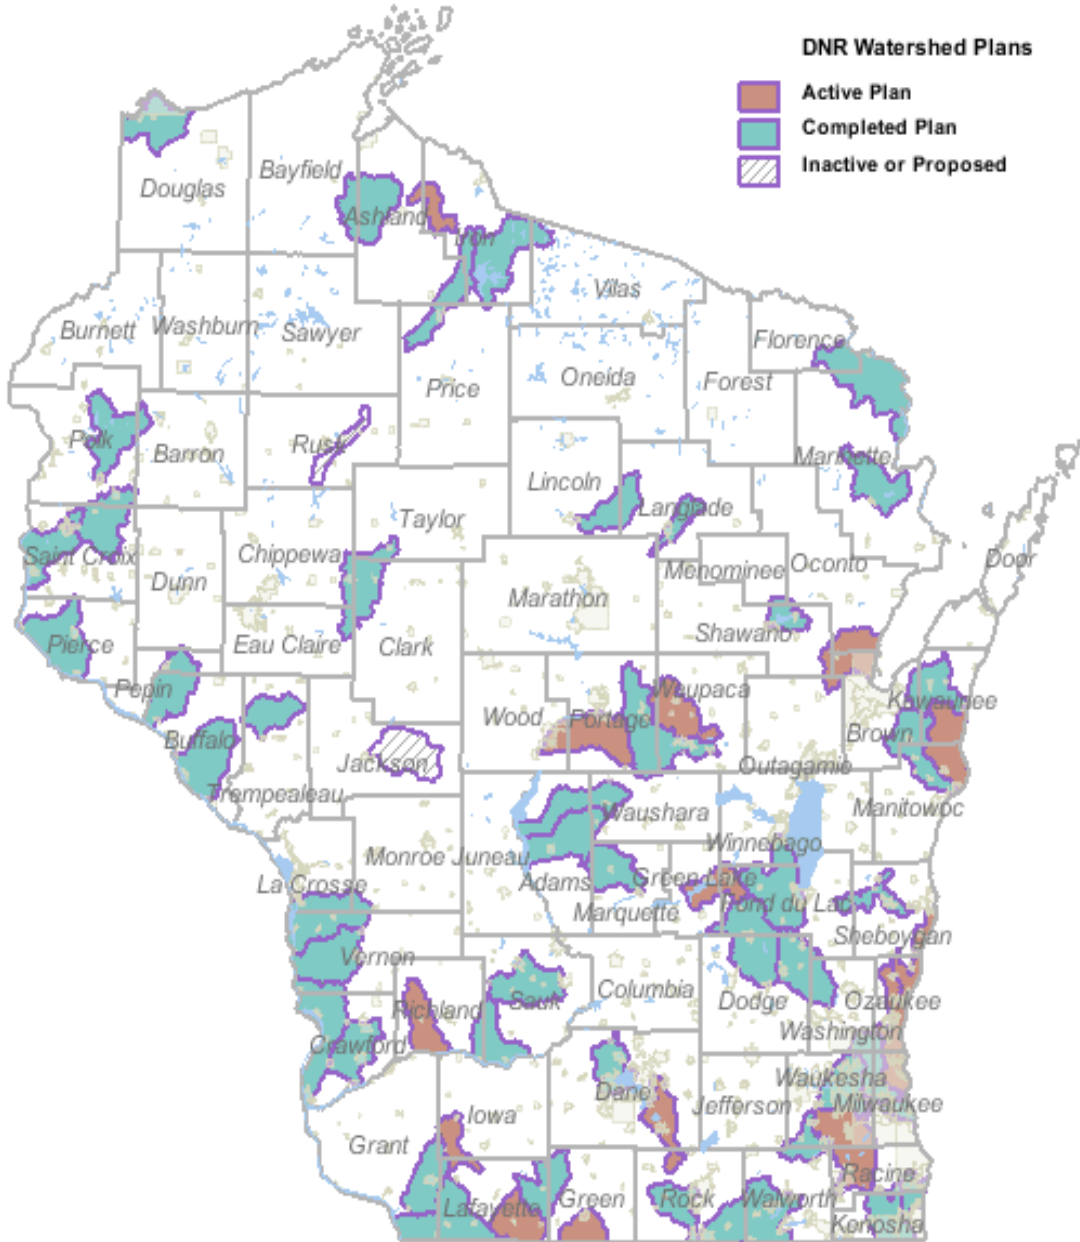 DNR Watershed Plans
Active Plan
Completed Plan
Inactive or Proposed
Bayfield
Douglas
Ashland
Iron
Vilas
Burnett
Washburn
Sawyer
Florence
Price
Oneida
Forest
Polk
Barron
Rusk
Marinette
Lincoln
Langlade
Taylor
Saint Croix
Chippewa
Dunn
Menominee
Oconto
Door
Marathon
Shawano
Pierce
Eau Claire
Clark
Pepin
Wood
Portage
Waupaca
Kewaunee
Buffalo
Brown
Jackson
Outagamie
Trempealeau
Waushara
Manitowoc
Winnebago
Monroe
Juneau
La Crosse
Adams
Green Lake
Marquette
Fond du Lac
Sheboygan
Vernon
Richland
Sauk
Columbia
Dodge
Ozaukee
Washington
Crawford
Waukesha
Dane
Jefferson
Milwaukee
Iowa
Grant
Racine
Lafayette
Green
Rock
Walworth
Kenosha